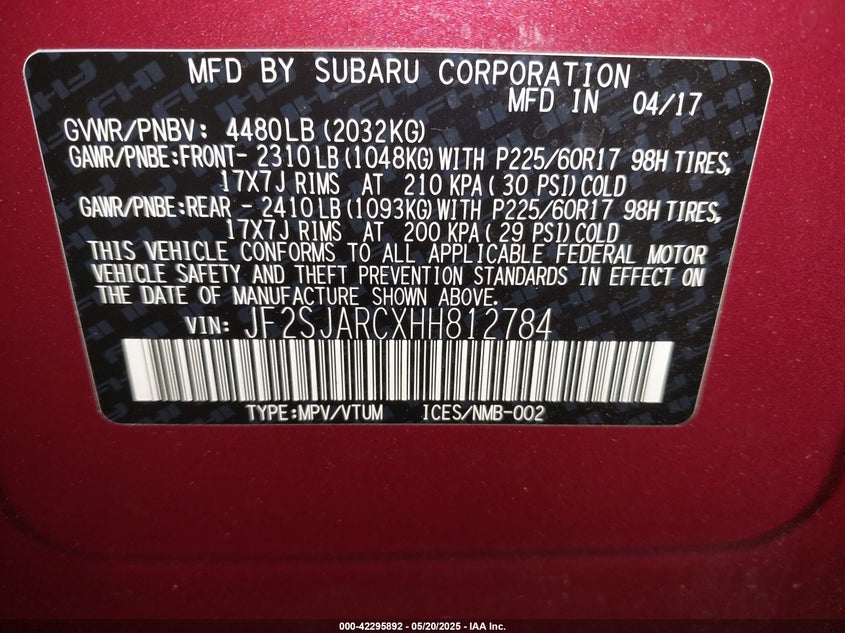 MFD BY SUBARU CORPORATION
MFD IN 04/17
GVWR/PNBV: 4480LB (2032KG)
GAWR/PNBE:FRONT- 2310LB (1048KG) WITH P225/60R17 98H TIRES,
17X7J RIMS AT 210 KPA ( 30 PSI) COLD
GAWR/PNBE:REAR - 2410LB (1093KG) WITH P225/60R17 98H TIRES,
17X7J RIMS AT 200 KPA ( 29 PSI) COLD
THIS VEHICLE CONFORMS TO ALL APPLICABLE FEDERAL MOTOR
VEHICLE SAFETY AND THEFT PREVENTION STANDARDS IN EFFECT ON
THE DATE OF MANUFACTURE SHOWN ABOVE.
VIN: JF2SJARCXHH812784
TYPE:MPV/VTUM ICES/NMB-002
000-42295892 - 05/20/2025 - IAA Inc.